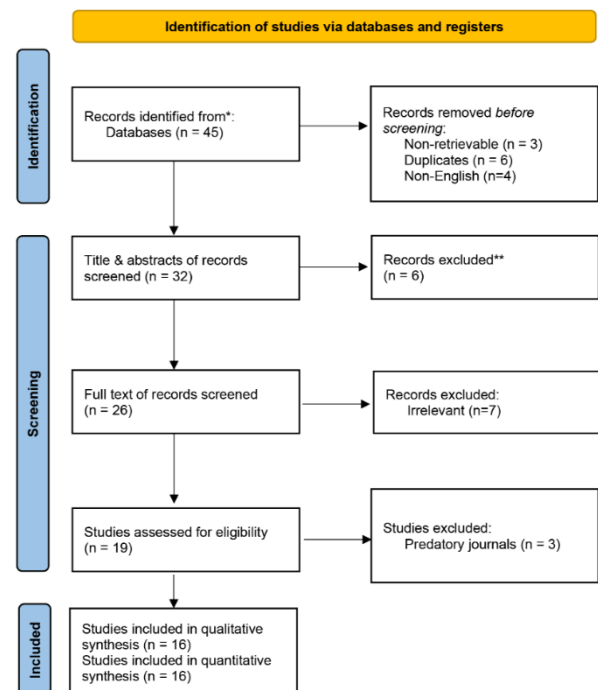 Identification of studies via databases and registers
Identification
Records identified from*:
Databases (n = 45)
Records removed before
screening:
Non-retrievable (n = 3)
Duplicates (n = 6)
Non-English (n=4)
Screening
Title & abstracts of records
screened (n = 32)
Records excluded**
(n = 6)
Full text of records screened
(n = 26)
Records excluded:
Irrelevant (n=7)
Studies assessed for eligibility
(n = 19)
Studies excluded:
Predatory journals (n = 3)
Included
Studies included in qualitative
synthesis (n = 16)
Studies included in quantitative
synthesis (n = 16)